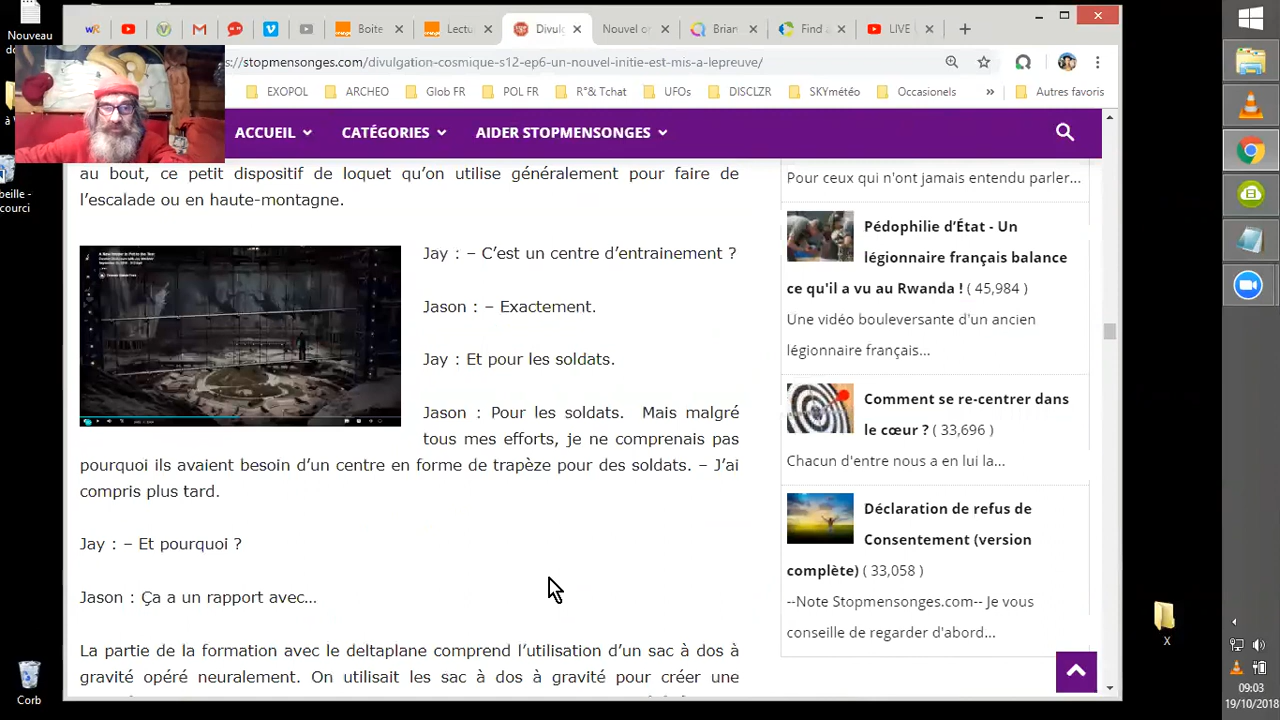 Nouveau
Boite
Lectu
Divulg
Nouvel or
Brian
Find a
LIVE
s://stopmensonges.com/divulgation-cosmique-s12-ep6-un-nouvel-initie-est-mis-a-lepreuve/
EXOPOL
ARCHEO
Glob FR
POL FR
R°& Tchat
UFOs
DISCLZR
SKYmétéo
Occasionels
»
Autres favoris
ACCUEIL
CATÉGORIES
AIDER STOPMENSONGES
au bout, ce petit dispositif de loquet qu'on utilise généralement pour faire de
l'escalade ou en haute-montagne.
Jay : – C'est un centre d'entrainement ?
Jason : – Exactement.
Jay : Et pour les soldats.
Jason : Pour les soldats. Mais malgré
tous mes efforts, je ne comprenais pas
pourquoi ils avaient besoin d'un centre en forme de trapèze pour des soldats. – J'ai
compris plus tard.
Jay : – Et pourquoi ?
Jason : Ça a un rapport avec...
La partie de la formation avec le deltaplane comprend l'utilisation d'un sac à dos à
gravité opéré neuralement. On utilisait les sac à dos à gravité pour créer une
Pour ceux qui n'ont jamais entendu parler...
Pédophilie d'État - Un
légionnaire français balance
ce qu'il a vu au Rwanda ! ( 45,984 )
Une vidéo bouleversante d'un ancien
légionnaire français...
Comment se re-centrer dans
le cœur ? ( 33,696 )
Chacun d'entre nous a en lui la...
Déclaration de refus de
Consentement (version
complète) ( 33,058 )
--Note Stopmensonges.com-- Je vous
conseille de regarder d'abord...
beille -
courci
Corb
X
09:03
19/10/2018